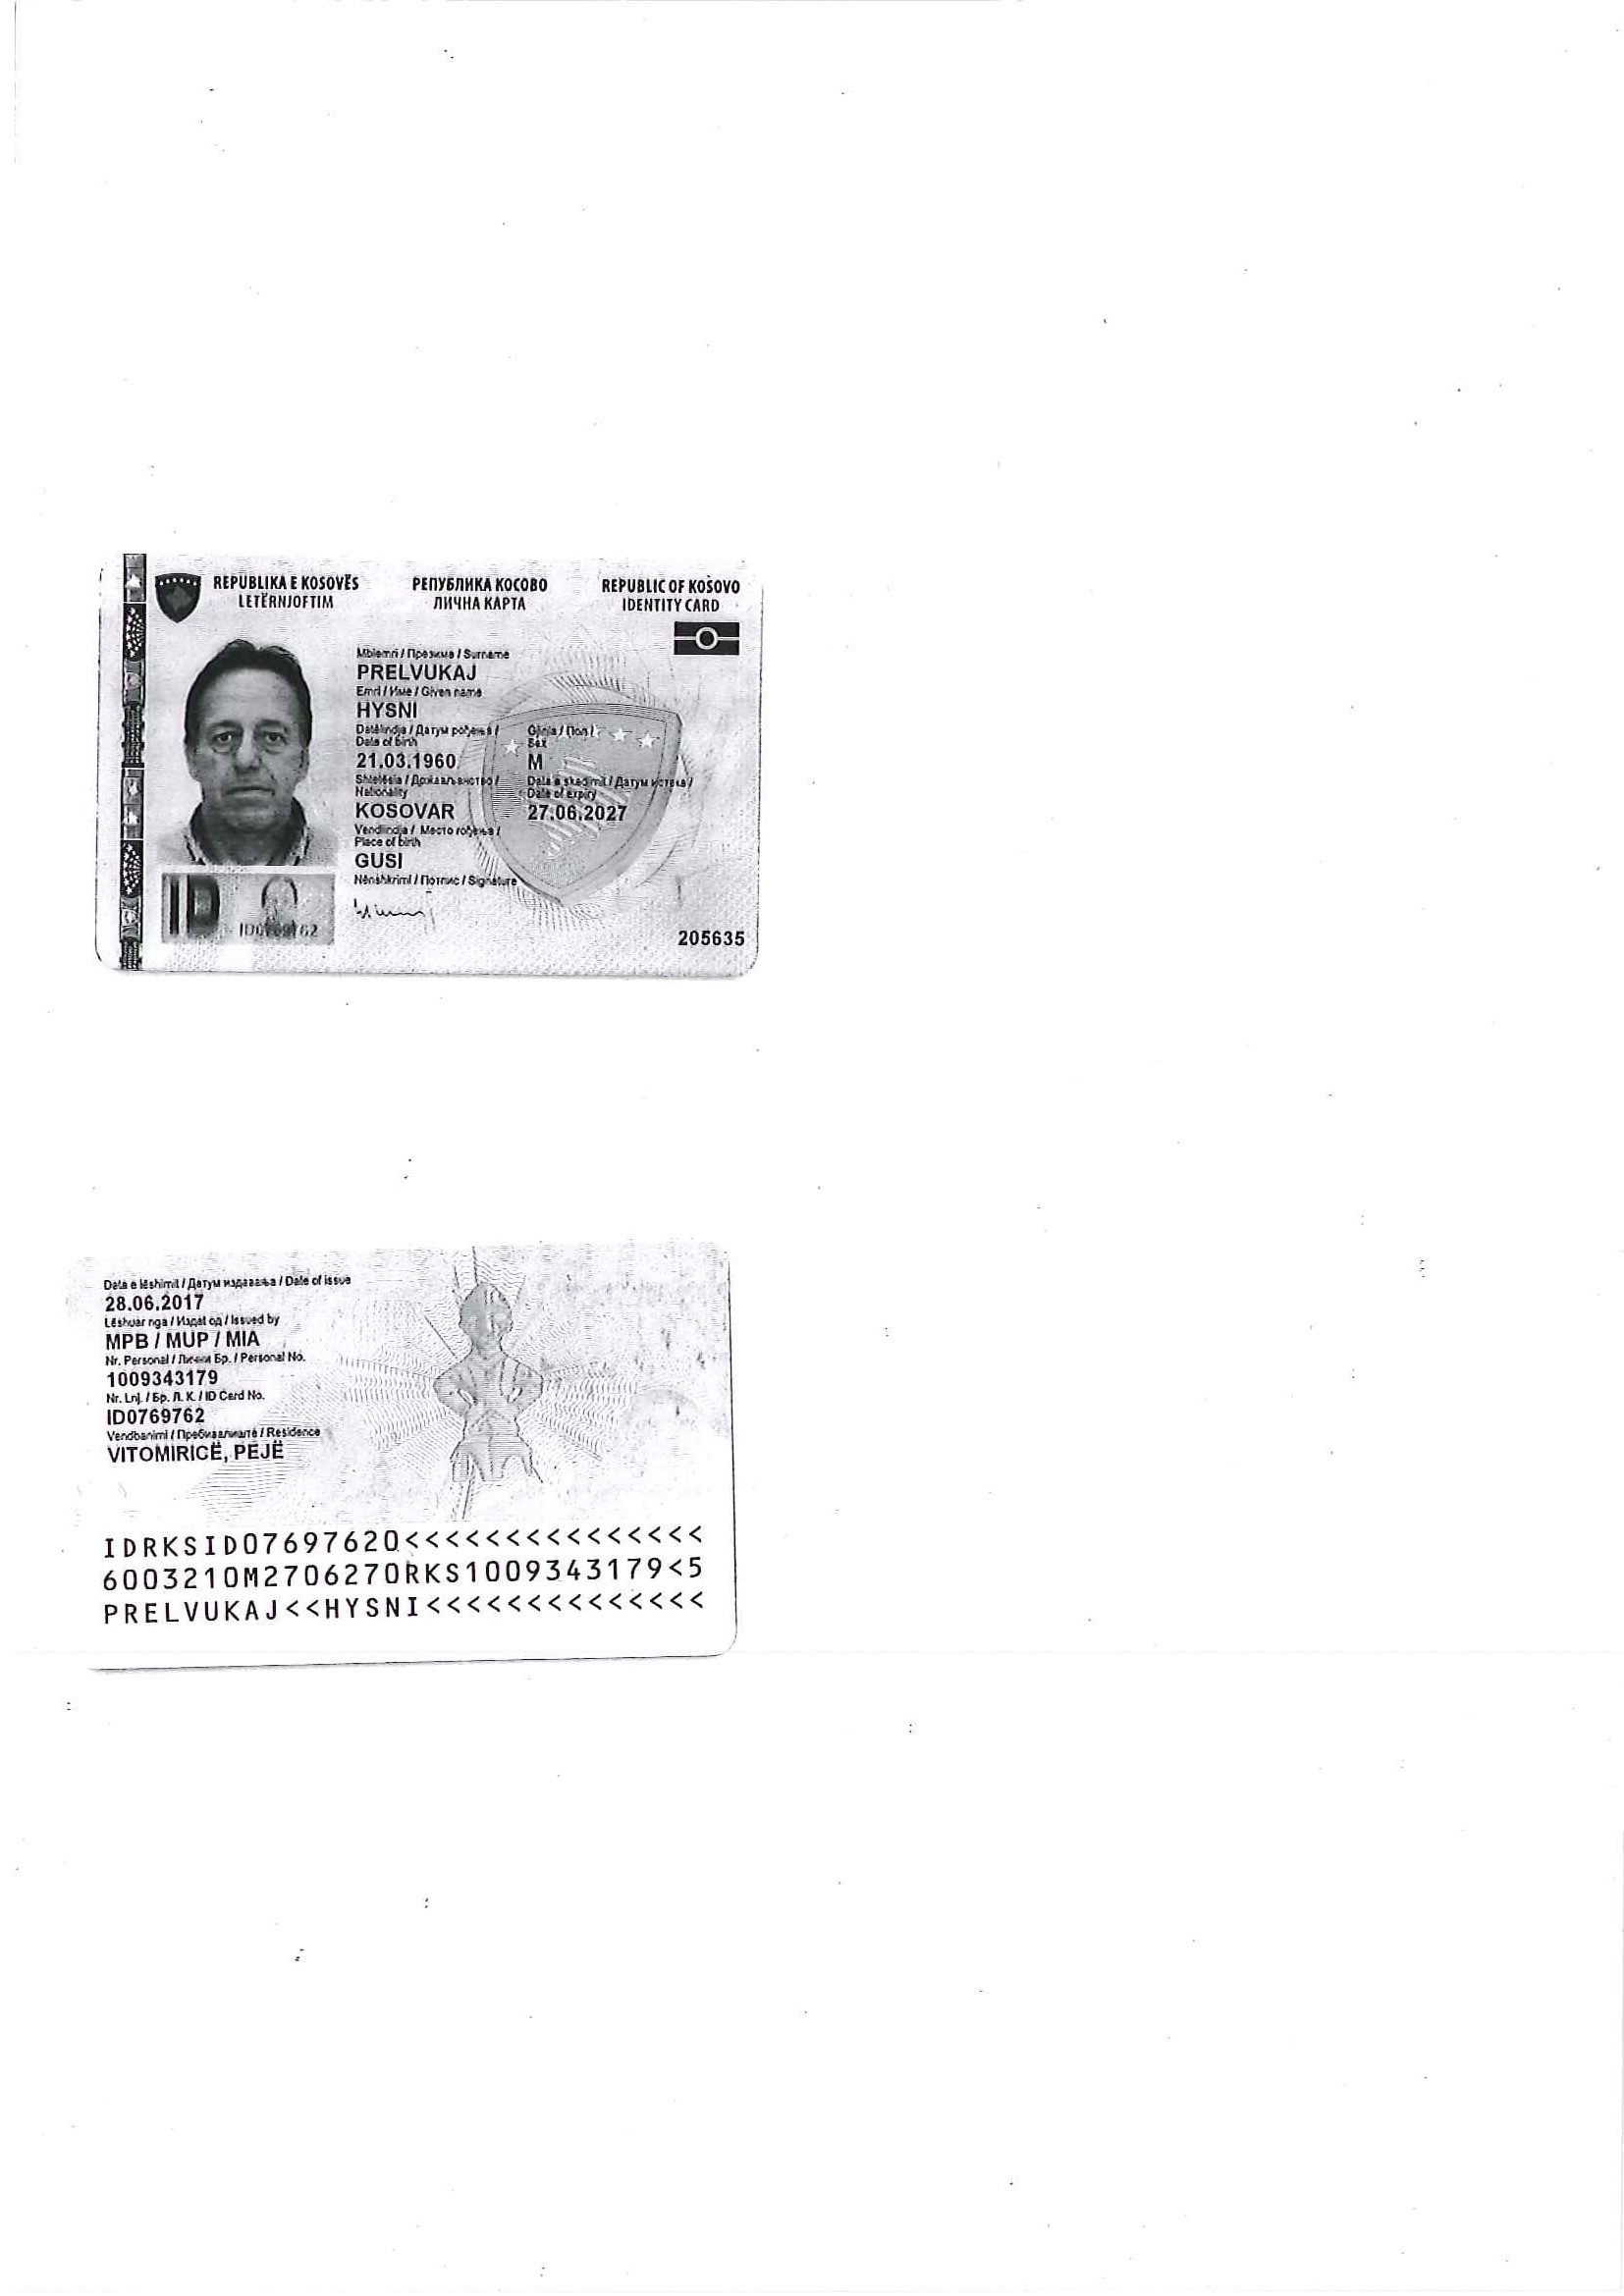 REPUBLIKA E KOSOVËS
LETËRNJOFTIM
РЕПУБЛИКА КОСОВО
ЛИЧНА КАРТА
REPUBLIC OF KOSOVO
IDENTITY CARD
Mbiemri / Презиме / Surname
PRELVUKAJ
Emri / Име / Given name
HYSNI
Datëlindja / Датум рођења /
Date of birth
21.03.1960
Gjinia / Пол /
Sex
M
Shtetësia / Држављанство /
Nationality
KOSOVAR
Data e skadimit / Датум истека /
Date of expiry
27.06.2027
Vendlindja / Место рођења /
Place of birth
GUSI
Nënshkrimi / Потпис / Signature
ID0769762
205635
Data e lëshimit / Датум издавања / Date of issue
28.06.2017
Lëshuar nga / Издат од / Issued by
MPB / MUP / MIA
Nr. Personal / Лични Бр. / Personal No.
1009343179
Nr. Lnj. / Бр. Л. К. / ID Card No.
ID0769762
Vendbanimi / Пребивалиште / Residence
VITOMIRICË, PEJË
IDRKSID07697620<<<<<<<<<<<<<<<
6003210M2706270RKS1009343179<5
PRELVUKAJ<<HYSNI<<<<<<<<<<<<<<